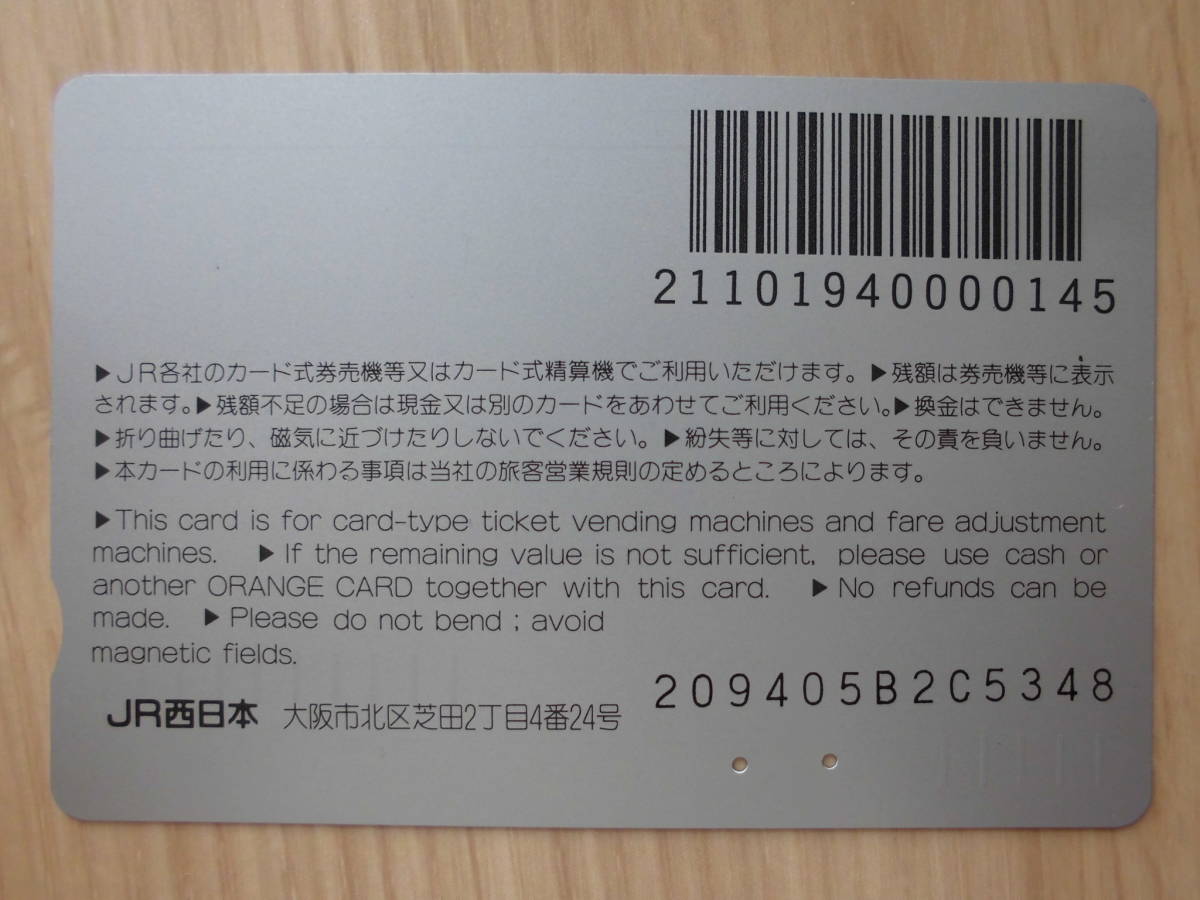 21101940000145
▶JR各社のカード式券売機等又はカード式精算機でご利用いただけます。▶残額は券売機等に表示
されます。▶残額不足の場合は現金又は別のカードをあわせてご利用ください。▶換金はできません。
▶折り曲げたり、磁気に近づけたりしないでください。▶紛失等に対しては、その責を負いません。
▶本カードの利用に係わる事項は当社の旅客営業規則の定めるところによります。
▶This card is for card-type ticket vending machines and fare adjustment
machines. ▶If the remaining value is not sufficient, please use cash or
another ORANGE CARD together with this card. ▶No refunds can be
made. ▶Please do not bend ; avoid
magnetic fields.
209405B2C5348
JR西日本 大阪市北区芝田2丁目4番24号